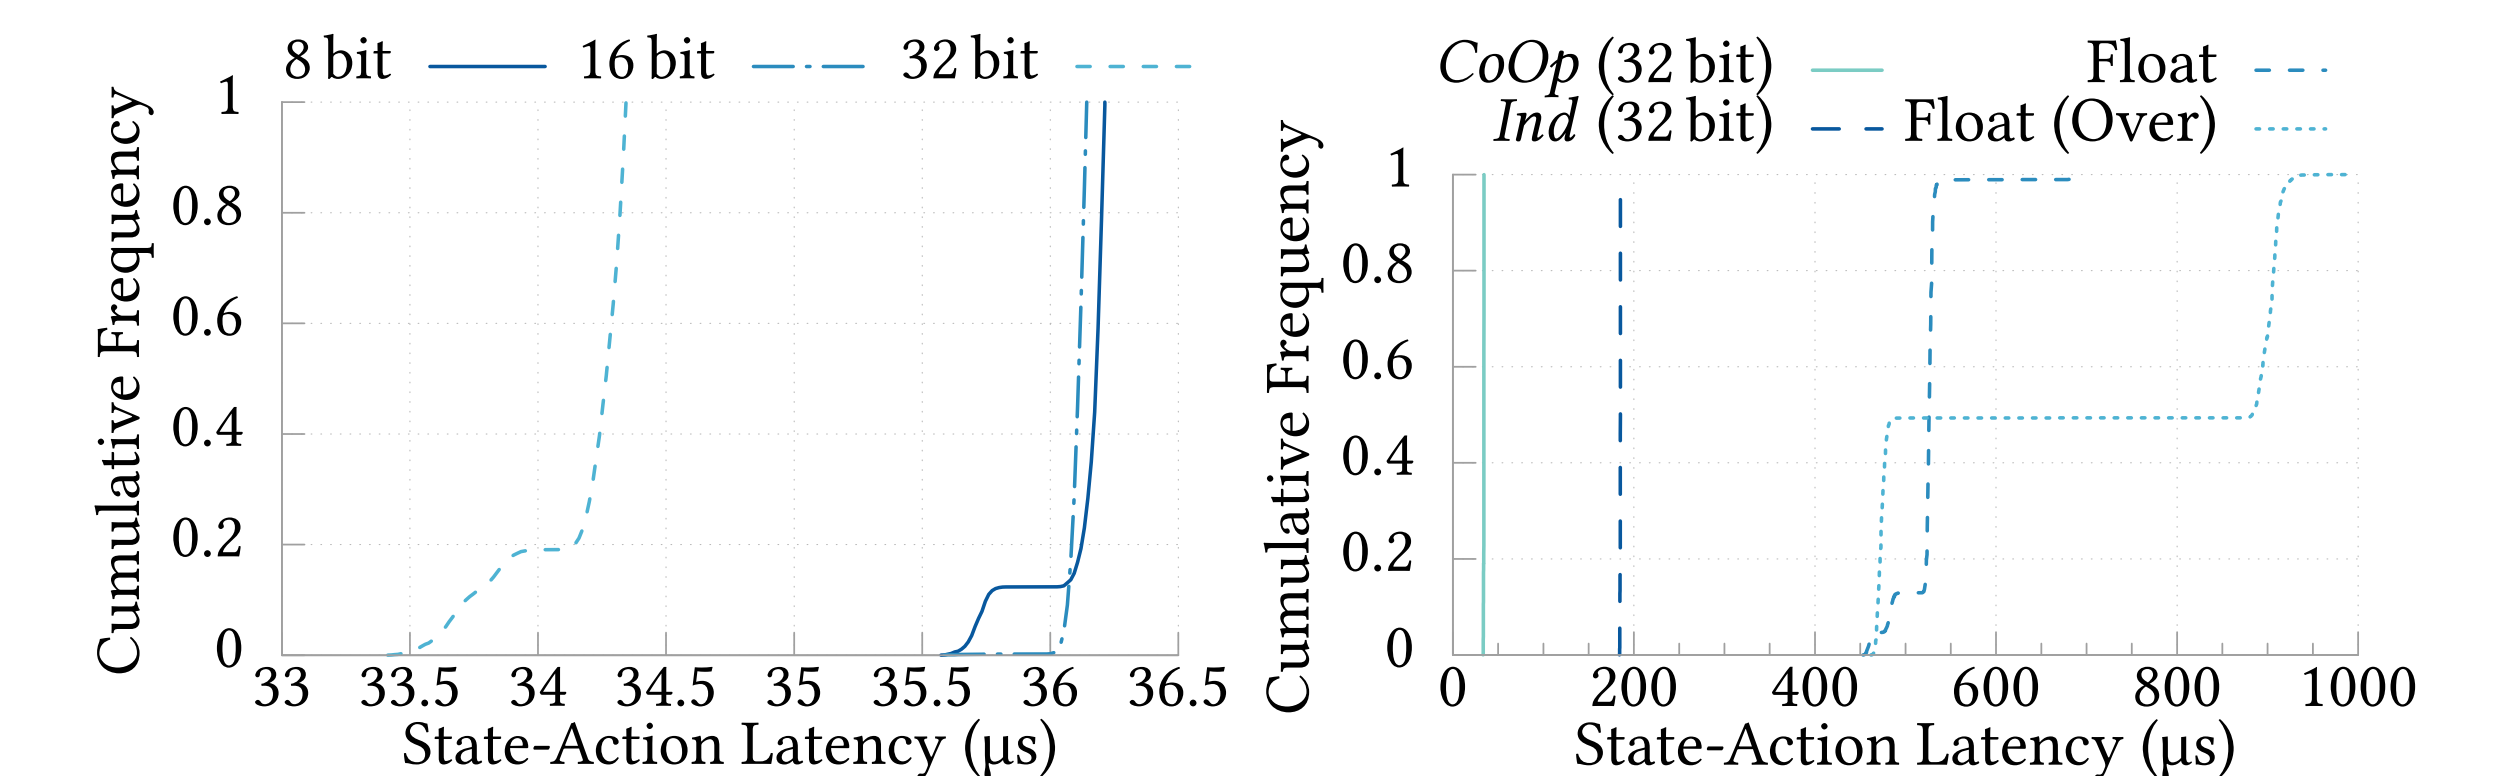 8 bit 16 bit 32 bit
1
0.8
0.6
0.4
0.2
0
33 33.5 34 34.5 35 35.5 36 36.5
State-Action Latency (μs)
Cumulative Frequency
CoOp (32 bit) Float
Ind (32 bit) Float (Over)
1
0.8
0.6
0.4
0.2
0
0 200 400 600 800 1000
State-Action Latency (μs)
Cumulative Frequency